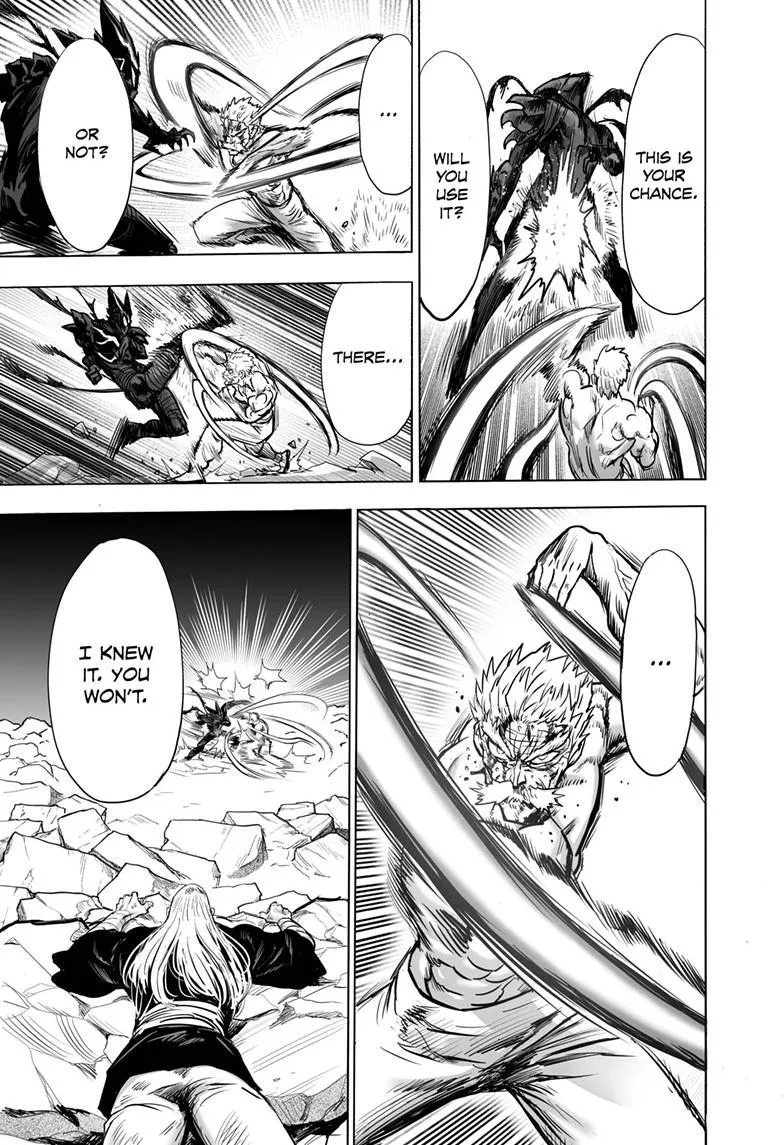 THIS IS
YOUR
CHANCE.
WILL
YOU
USE
IT?
...
OR
NOT?
THERE...
...
I KNEW
IT. YOU
WON'T.